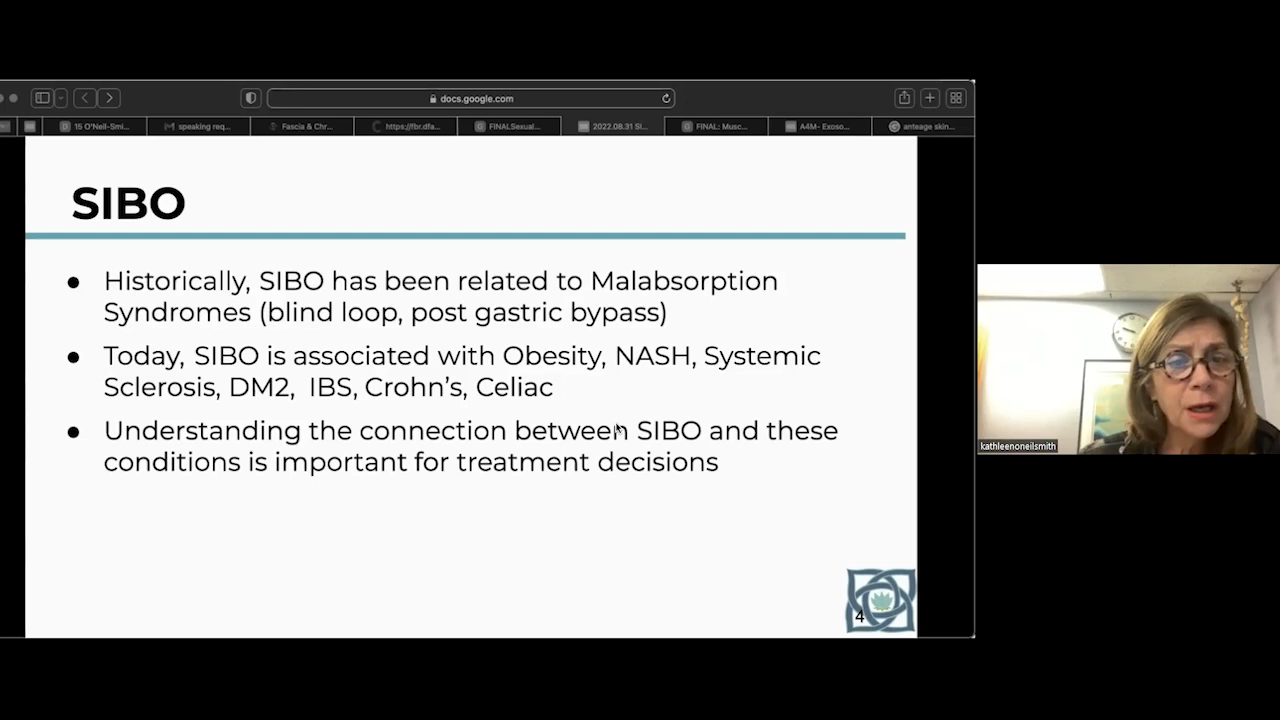 docs.google.com
15 O'Neil-Smi...
speaking req...
Fascia & Chr...
https://fbr.dfa...
FINALSexual...
2022.08.31 SI...
FINAL: Musc...
A4M- Exoso...
anteage skin...
SIBO
● Historically, SIBO has been related to Malabsorption
Syndromes (blind loop, post gastric bypass)
● Today, SIBO is associated with Obesity, NASH, Systemic
Sclerosis, DM2, IBS, Crohn's, Celiac
● Understanding the connection between SIBO and these
conditions is important for treatment decisions
4
kathleenoneilsmith